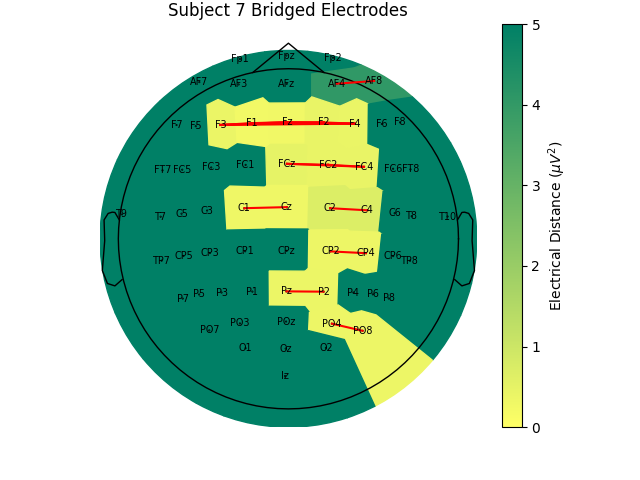 Subject 7 Bridged Electrodes
Fp1 Fpz Fp2
AF7 AF3 AFz AF4 AF8
F7 F5 F3 F1 Fz F2 F4 F6 F8
FT7 FC5 FC3 FC1 FCz FC2 FC4 FC6 FT8
T9 T7 C5 C3 C1 Cz C2 C4 C6 T8 T10
TP7 CP5 CP3 CP1 CPz CP2 CP4 CP6 TP8
P7 P5 P3 P1 Pz P2 P4 P6 P8
PO7 PO3 POz PO4 PO8
O1 Oz O2
Iz
5
4
3
2
1
0
Electrical Distance (μV²)